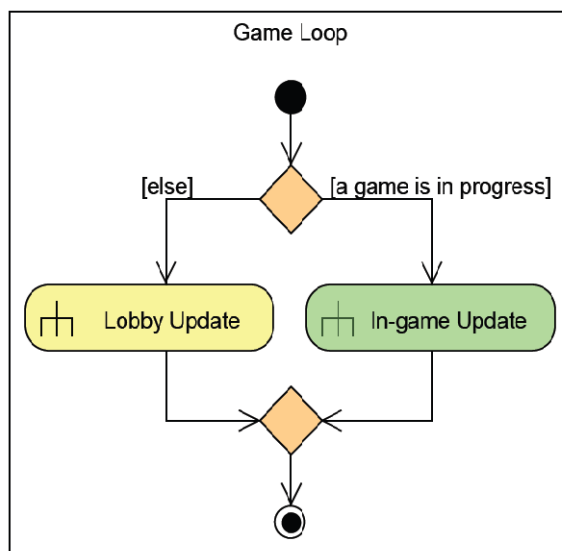 Game Loop
[else]
[a game is in progress]
Lobby Update
In-game Update